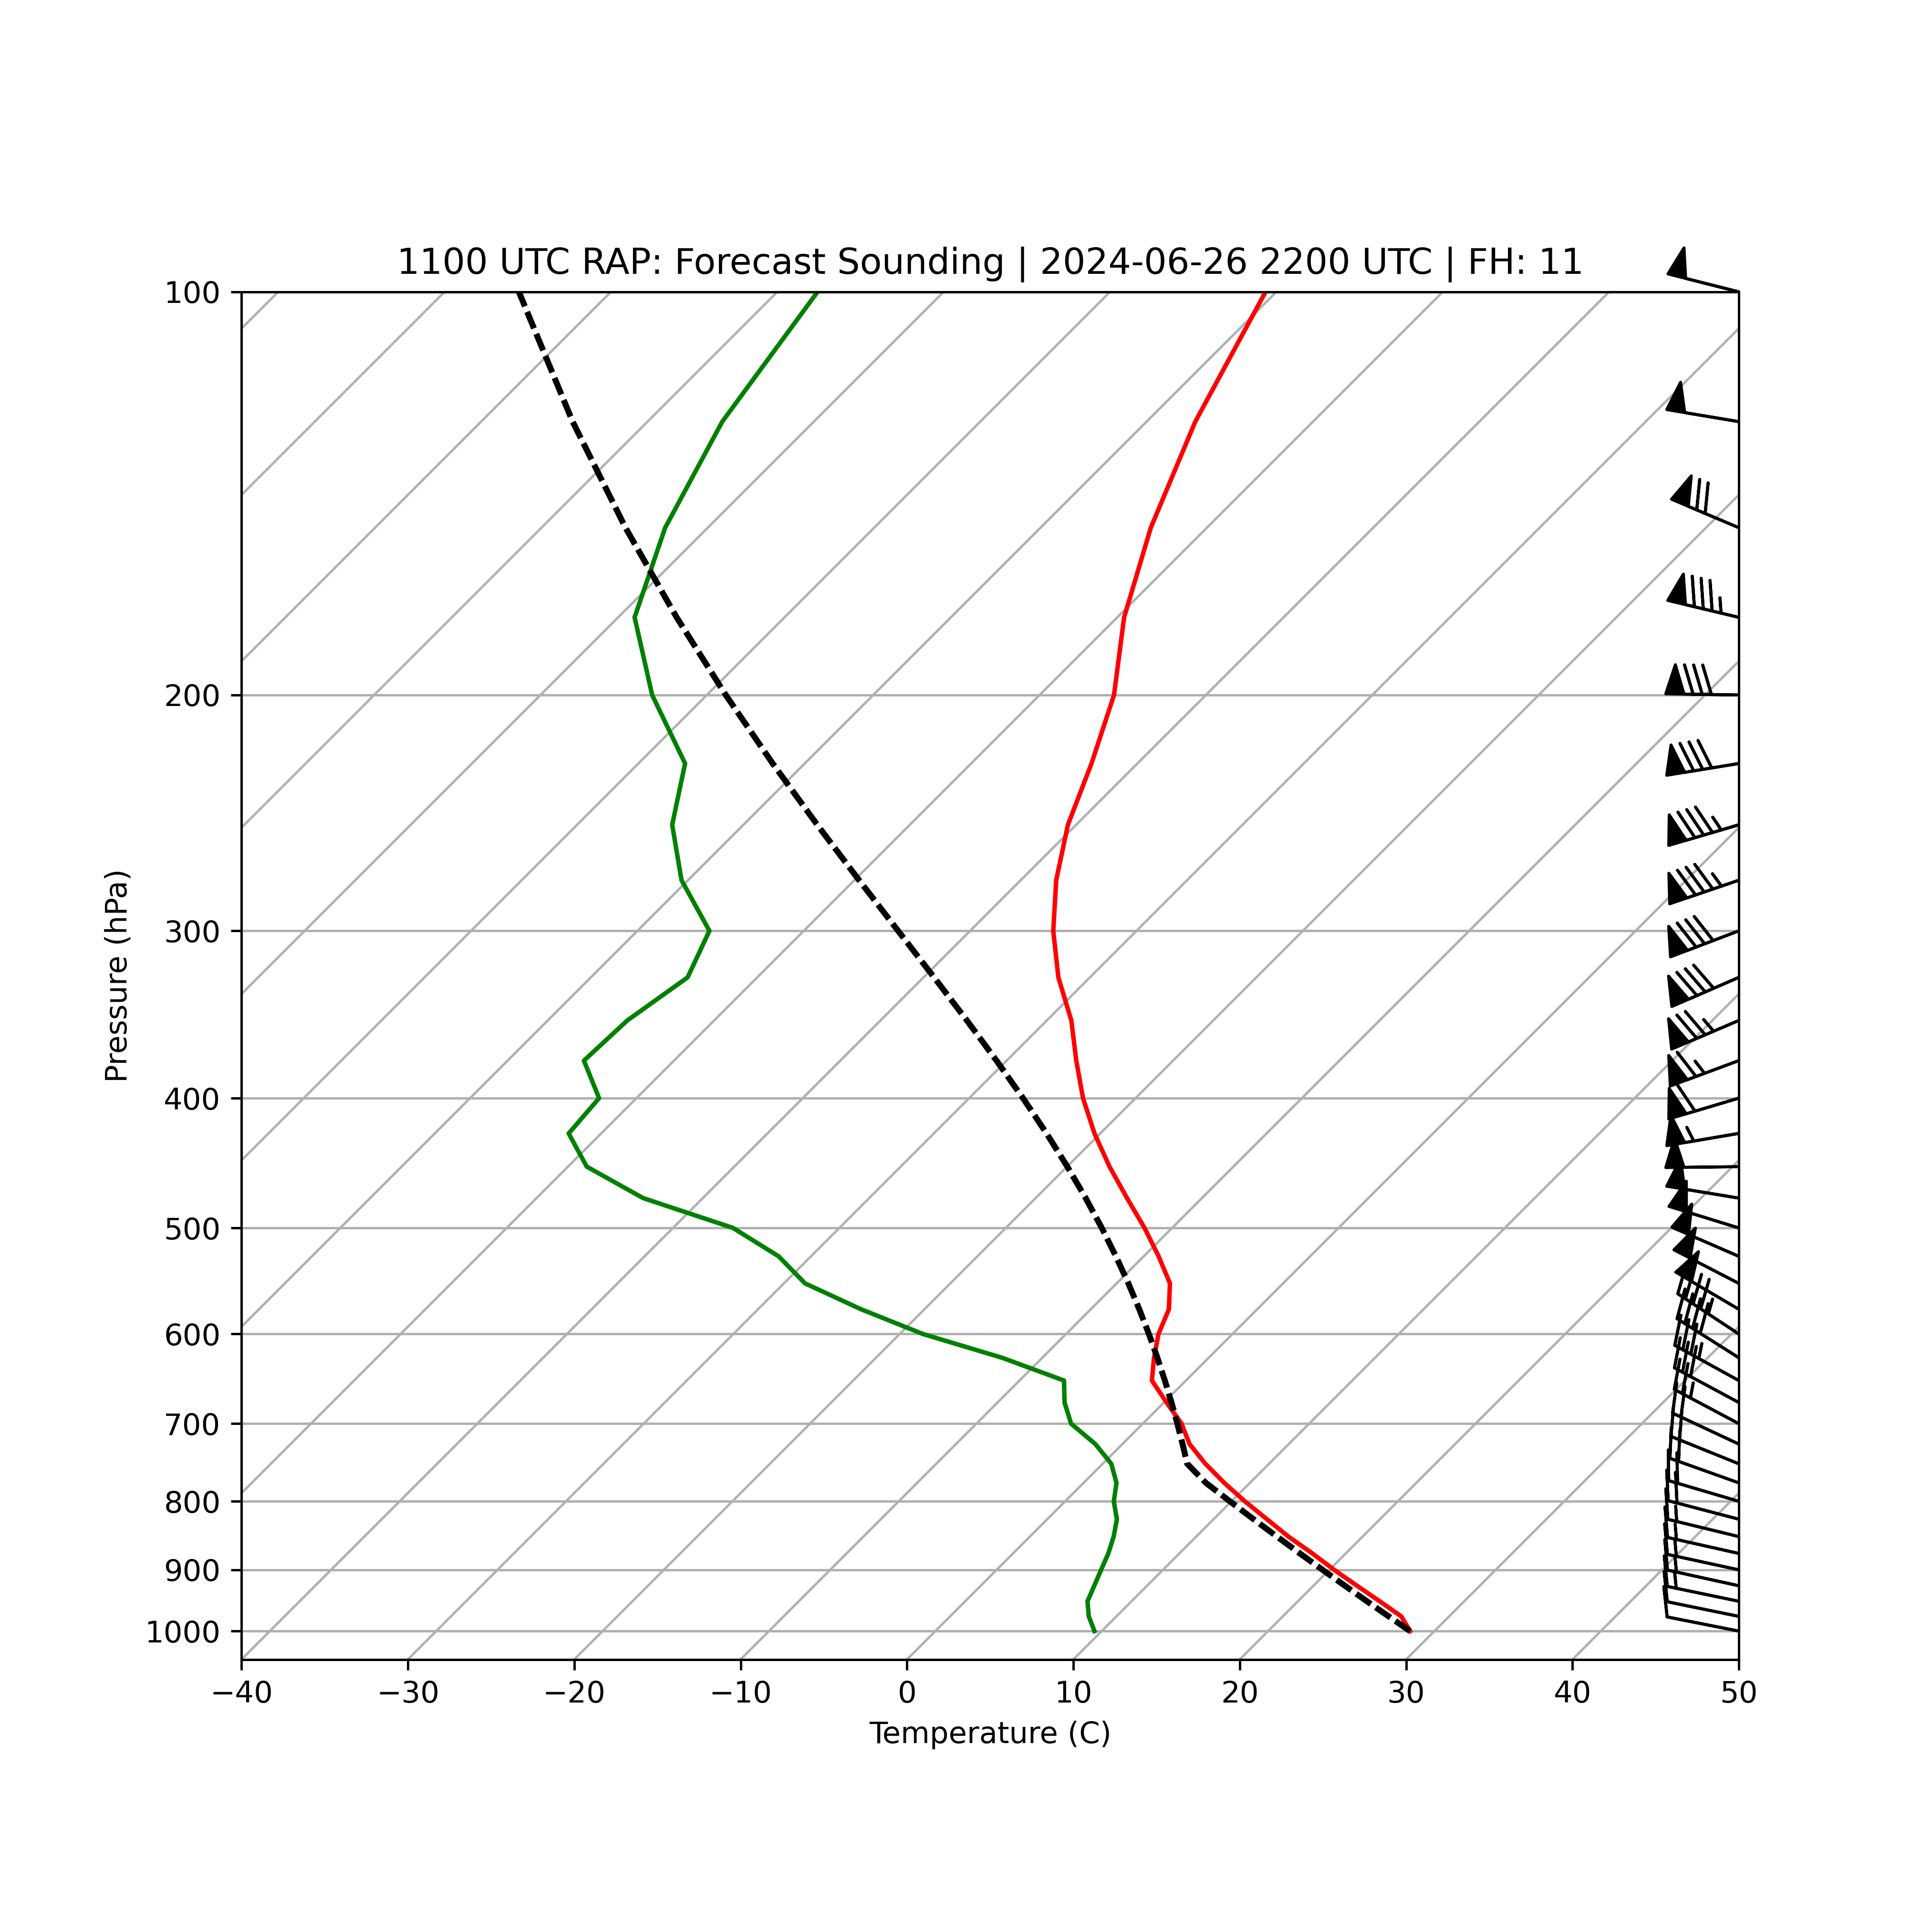 1100 UTC RAP: Forecast Sounding | 2024-06-26 2200 UTC | FH: 11
100
200
300
400
500
600
700
800
900
1000
Pressure (hPa)
−40 −30 −20 −10 0 10 20 30 40 50
Temperature (C)